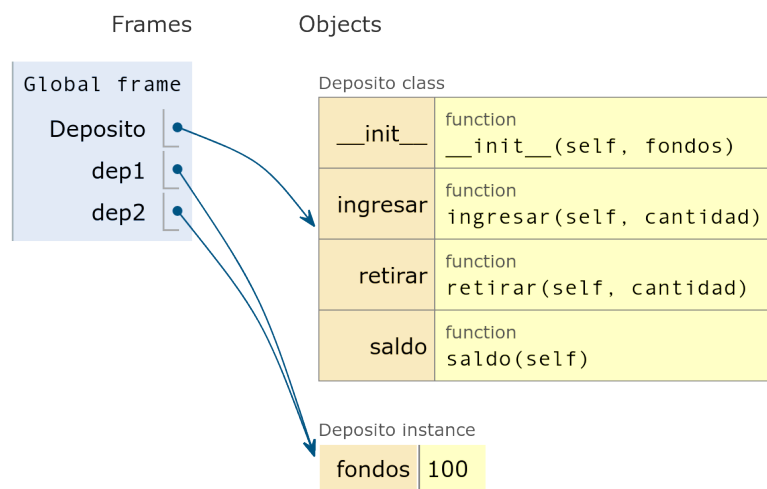 Frames
Objects
Global frame
Deposito
dep1
dep2
Deposito class
__init__
function
__init__(self, fondos)
ingresar
function
ingresar(self, cantidad)
retirar
function
retirar(self, cantidad)
saldo
function
saldo(self)
Deposito instance
fondos 100